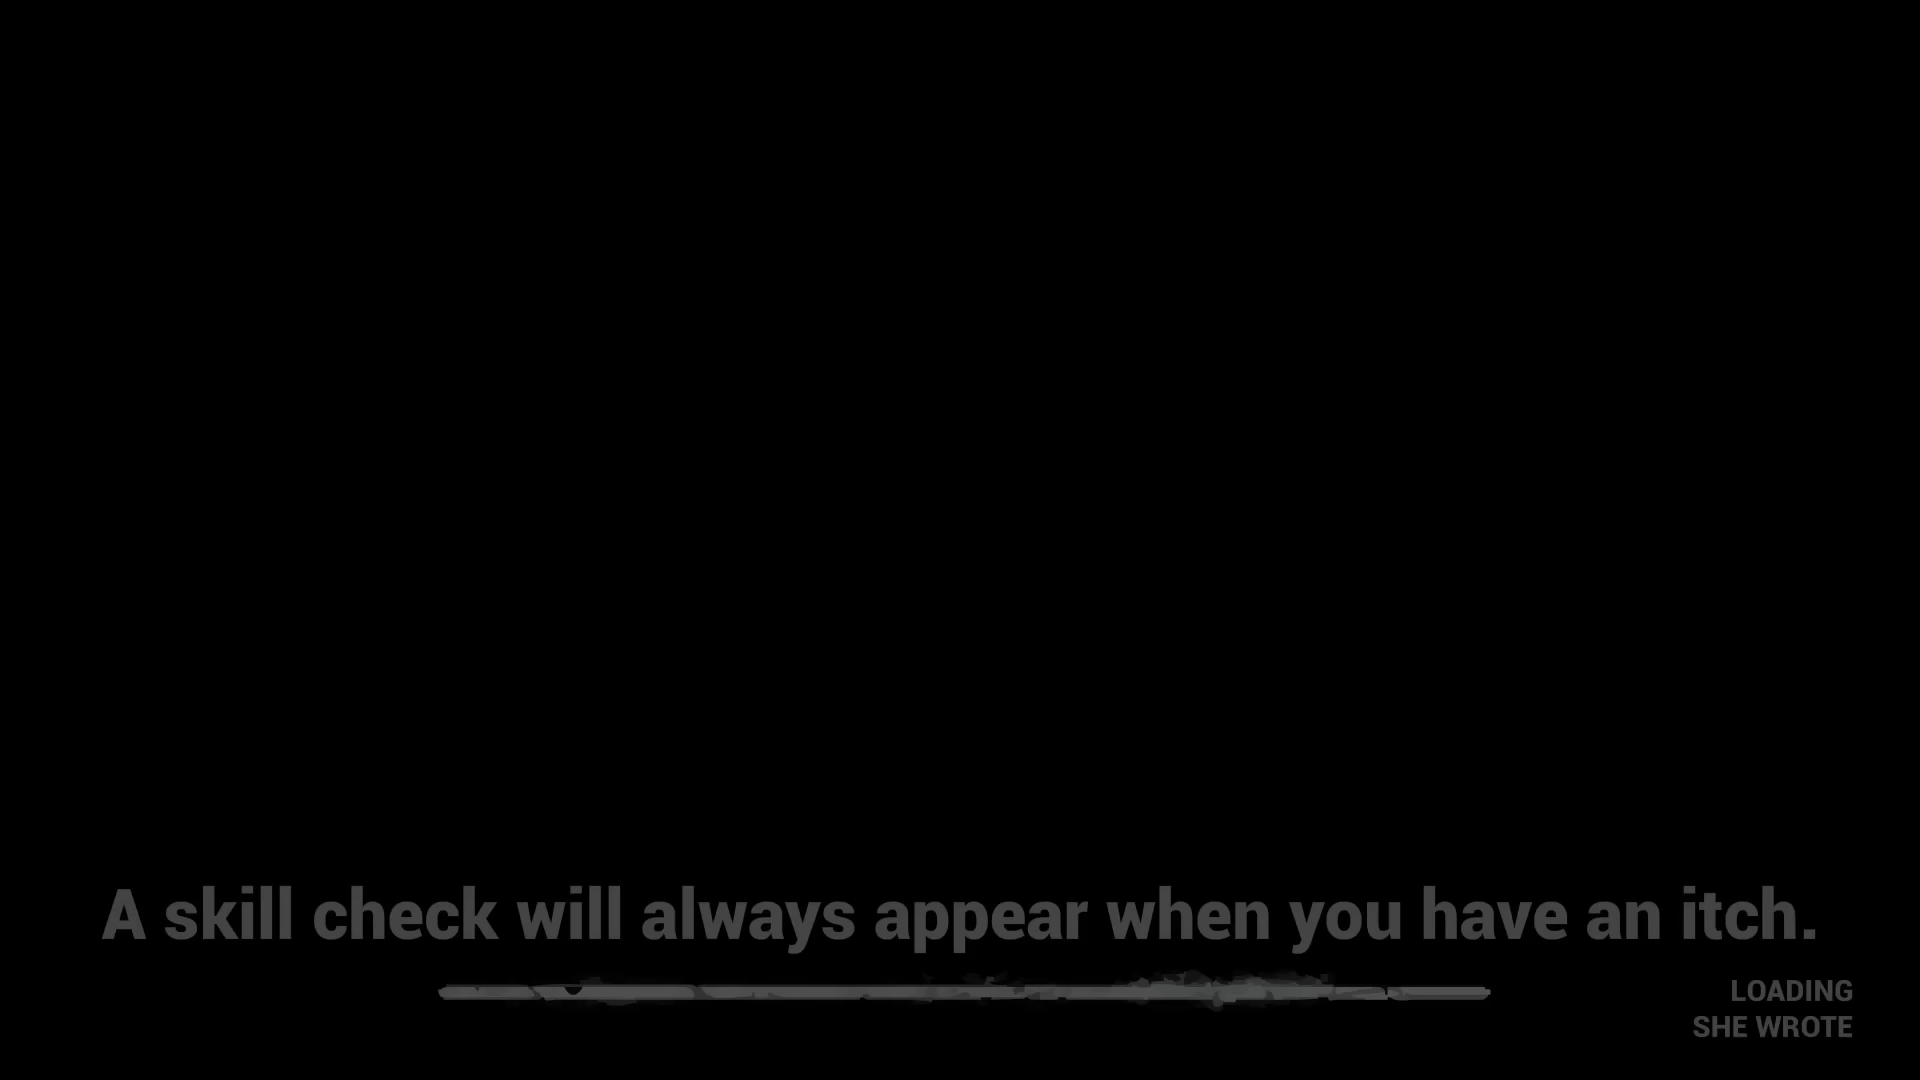 A skill check will always appear when you have an itch.
LOADING
SHE WROTE